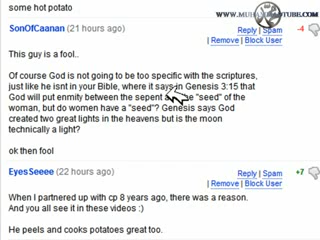 some hot potato
WWW.MUHAMMADTUBE.COM
SonOfCaanan (21 hours ago)
Reply | Spam
-4
| Remove | Block User
This guy is a fool..
Of course God is not going to be too specific with the scriptures,
just like he isnt in your Bible, where it says in Genesis 3:15 that
God will put enmity between the sepent a "seed" of the
woman, but do women have a "seed"? Genesis says God
created two great lights in the heavens but is the moon
technically a light?
ok then fool
EyesSeeee (22 hours ago)
Reply | Spam
+7
| Remove | Block User
When I partnered up with cp 8 years ago, there was a reason.
And you all see it in these videos :)
He peels and cooks potatoes great too.